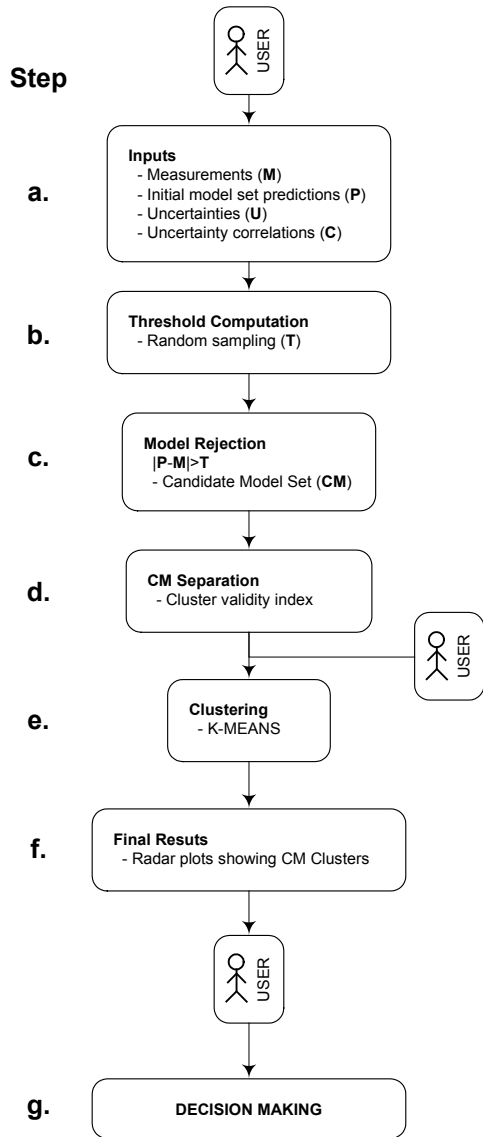 USER
Step
a.
Inputs
- Measurements (M)
- Initial model set predictions (P)
- Uncertainties (U)
- Uncertainty correlations (C)
b.
Threshold Computation
- Random sampling (T)
c.
Model Rejection
|P-M|>T
- Candidate Model Set (CM)
d.
CM Separation
- Cluster validity index
USER
e.
Clustering
- K-MEANS
f.
Final Resuts
- Radar plots showing CM Clusters
USER
g.
DECISION MAKING